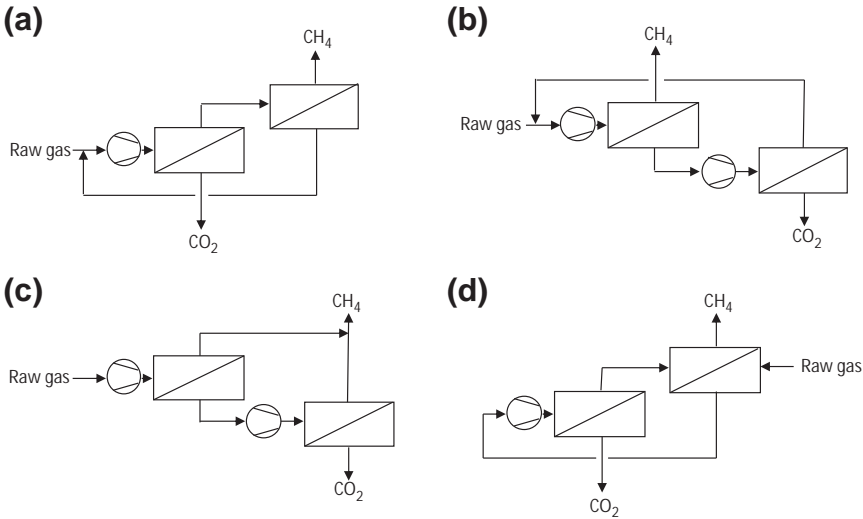 (a)
CH₄
Raw gas
CO₂
(b)
CH₄
Raw gas
CO₂
(c)
CH₄
Raw gas
CO₂
(d)
CH₄
Raw gas
CO₂